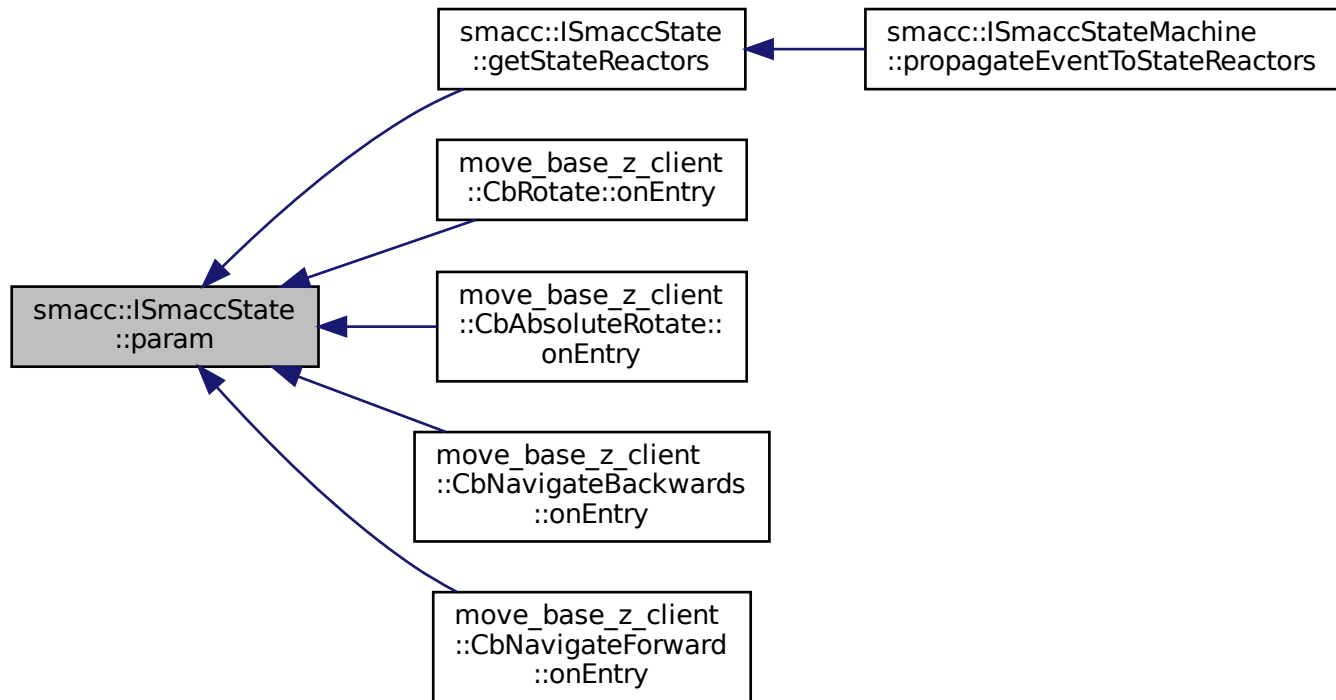 smacc::ISmaccState
::getStateReactors
smacc::ISmaccStateMachine
::propagateEventToStateReactors
move_base_z_client
::CbRotate::onEntry
smacc::ISmaccState
::param
move_base_z_client
::CbAbsoluteRotate::
onEntry
move_base_z_client
::CbNavigateBackwards
::onEntry
move_base_z_client
::CbNavigateForward
::onEntry